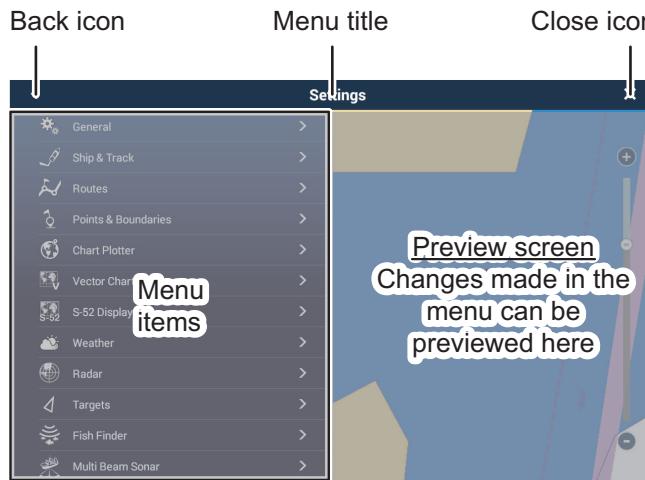 Back icon
Menu title
Close icon
Settings
General
Ship & Track
Routes
Points & Boundaries
Chart Plotter
Vector Char
S-52 Display
Weather
Radar
Targets
Fish Finder
Multi Beam Sonar
V
S-52
Menu
items
Preview screen
Changes made in the
menu can be
previewed here